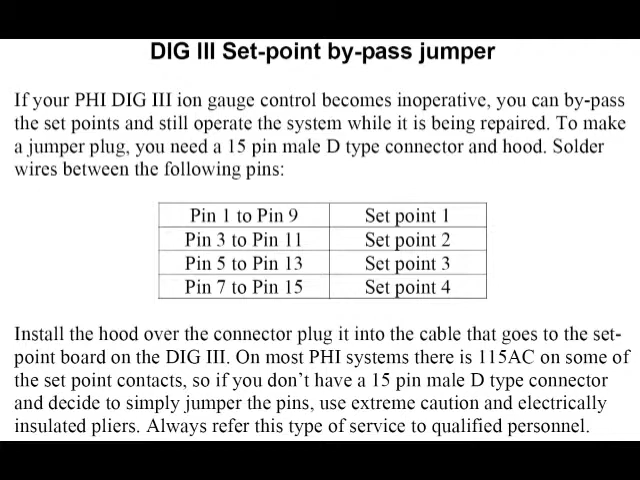 DIG III Set-point by-pass jumper
If your PHI DIG III ion gauge control becomes inoperative, you can by-pass
the set points and still operate the system while it is being repaired. To make
a jumper plug, you need a 15 pin male D type connector and hood. Solder
wires between the following pins:
Pin 1 to Pin 9 Set point 1
Pin 3 to Pin 11 Set point 2
Pin 5 to Pin 13 Set point 3
Pin 7 to Pin 15 Set point 4
Install the hood over the connector plug it into the cable that goes to the set-
point board on the DIG III. On most PHI systems there is 115AC on some of
the set point contacts, so if you don't have a 15 pin male D type connector
and decide to simply jumper the pins, use extreme caution and electrically
insulated pliers. Always refer this type of service to qualified personnel.